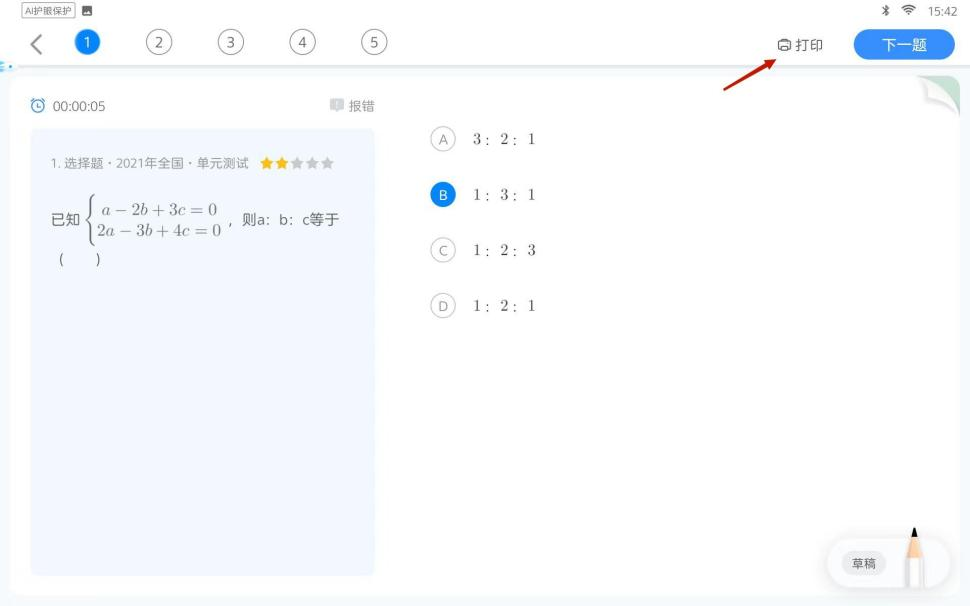 AI护眼保护 15:42
1 2 3 4 5 打印 下一题
00:00:05 报错
1. 选择题·2021年全国·单元测试
已知 { a − 2b + 3c = 0
2a − 3b + 4c = 0 ，则a：b：c等于
（  ）
A 3：2：1
B 1：3：1
C 1：2：3
D 1：2：1
草稿